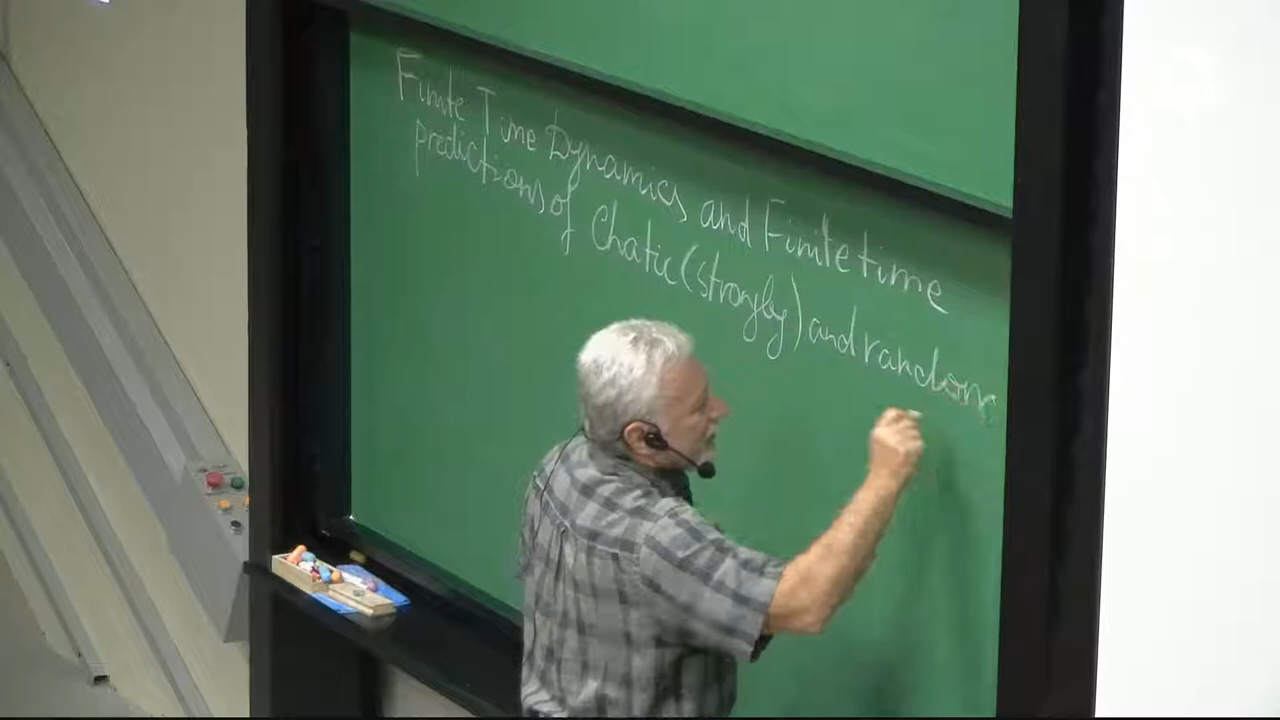 Finite Time Dynamics and Finite time
predictions of Chatic (strongly) and random